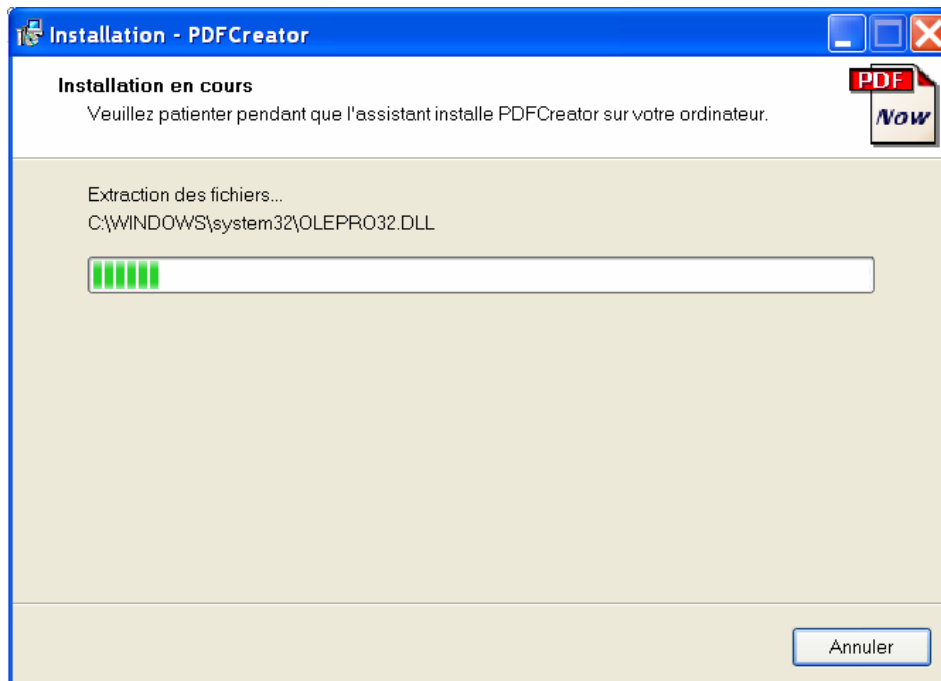 Installation - PDFCreator
Installation en cours
Veuillez patienter pendant que l'assistant installe PDFCreator sur votre ordinateur.
PDF
Now
Extraction des fichiers...
C:\WINDOWS\system32\OLEPRO32.DLL
Annuler